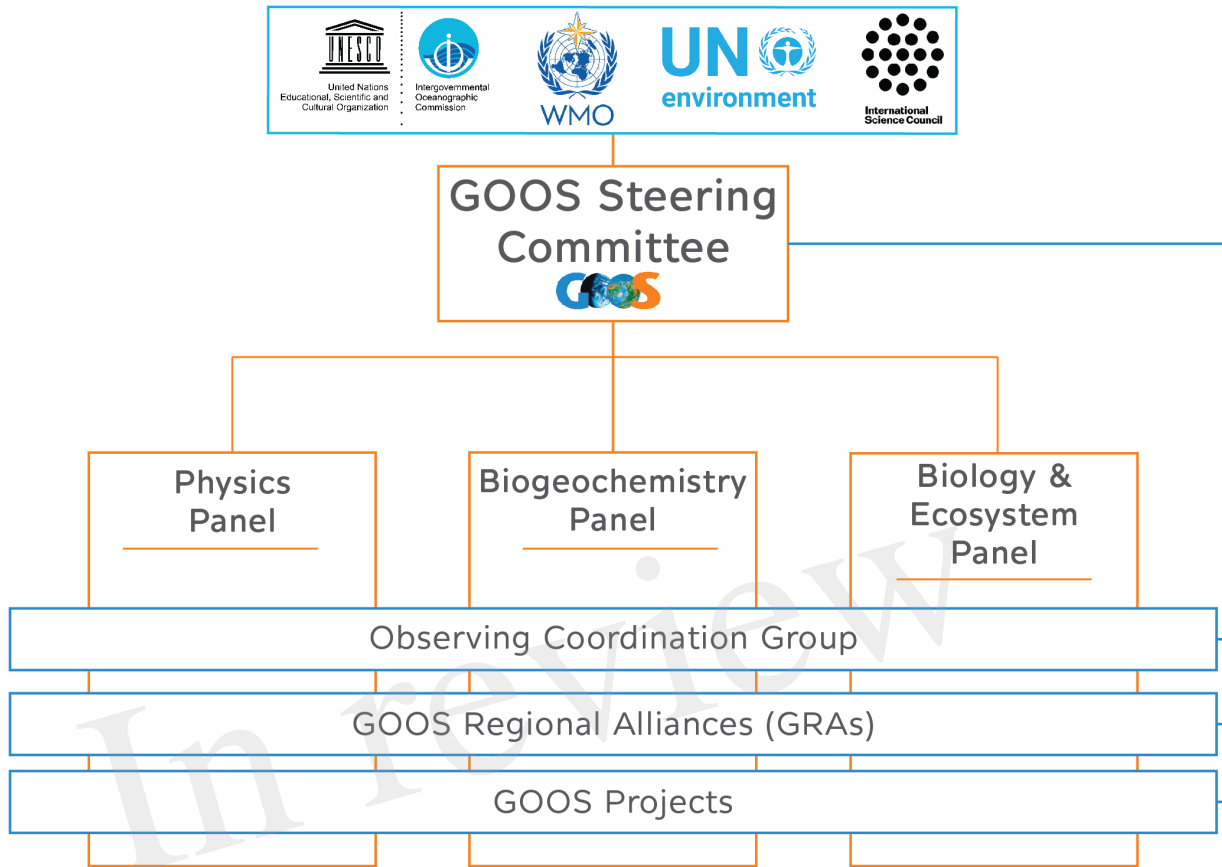 UNESCO
United Nations
Educational, Scientific and
Cultural Organization
Intergovernmental
Oceanographic
Commission
WMO
UN
environment
International
Science Council
GOOS Steering
Committee
GOOS
Physics
Panel
Biogeochemistry
Panel
Biology &
Ecosystem
Panel
Observing Coordination Group
GOOS Regional Alliances (GRAs)
GOOS Projects
In review